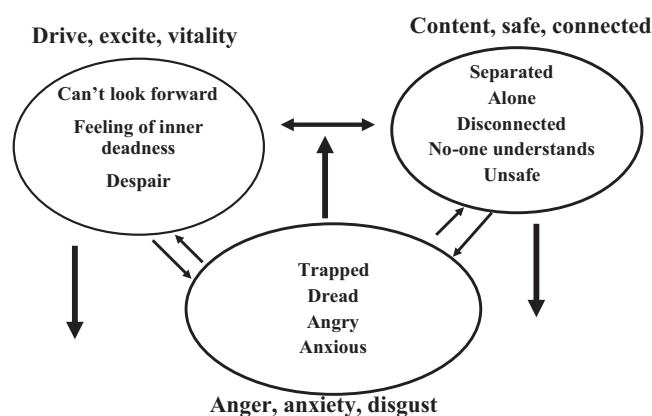 Drive, excite, vitality
Can’t look forward
Feeling of inner
deadness
Despair
Content, safe, connected
Separated
Alone
Disconnected
No-one understands
Unsafe
Trapped
Dread
Angry
Anxious
Anger, anxiety, disgust